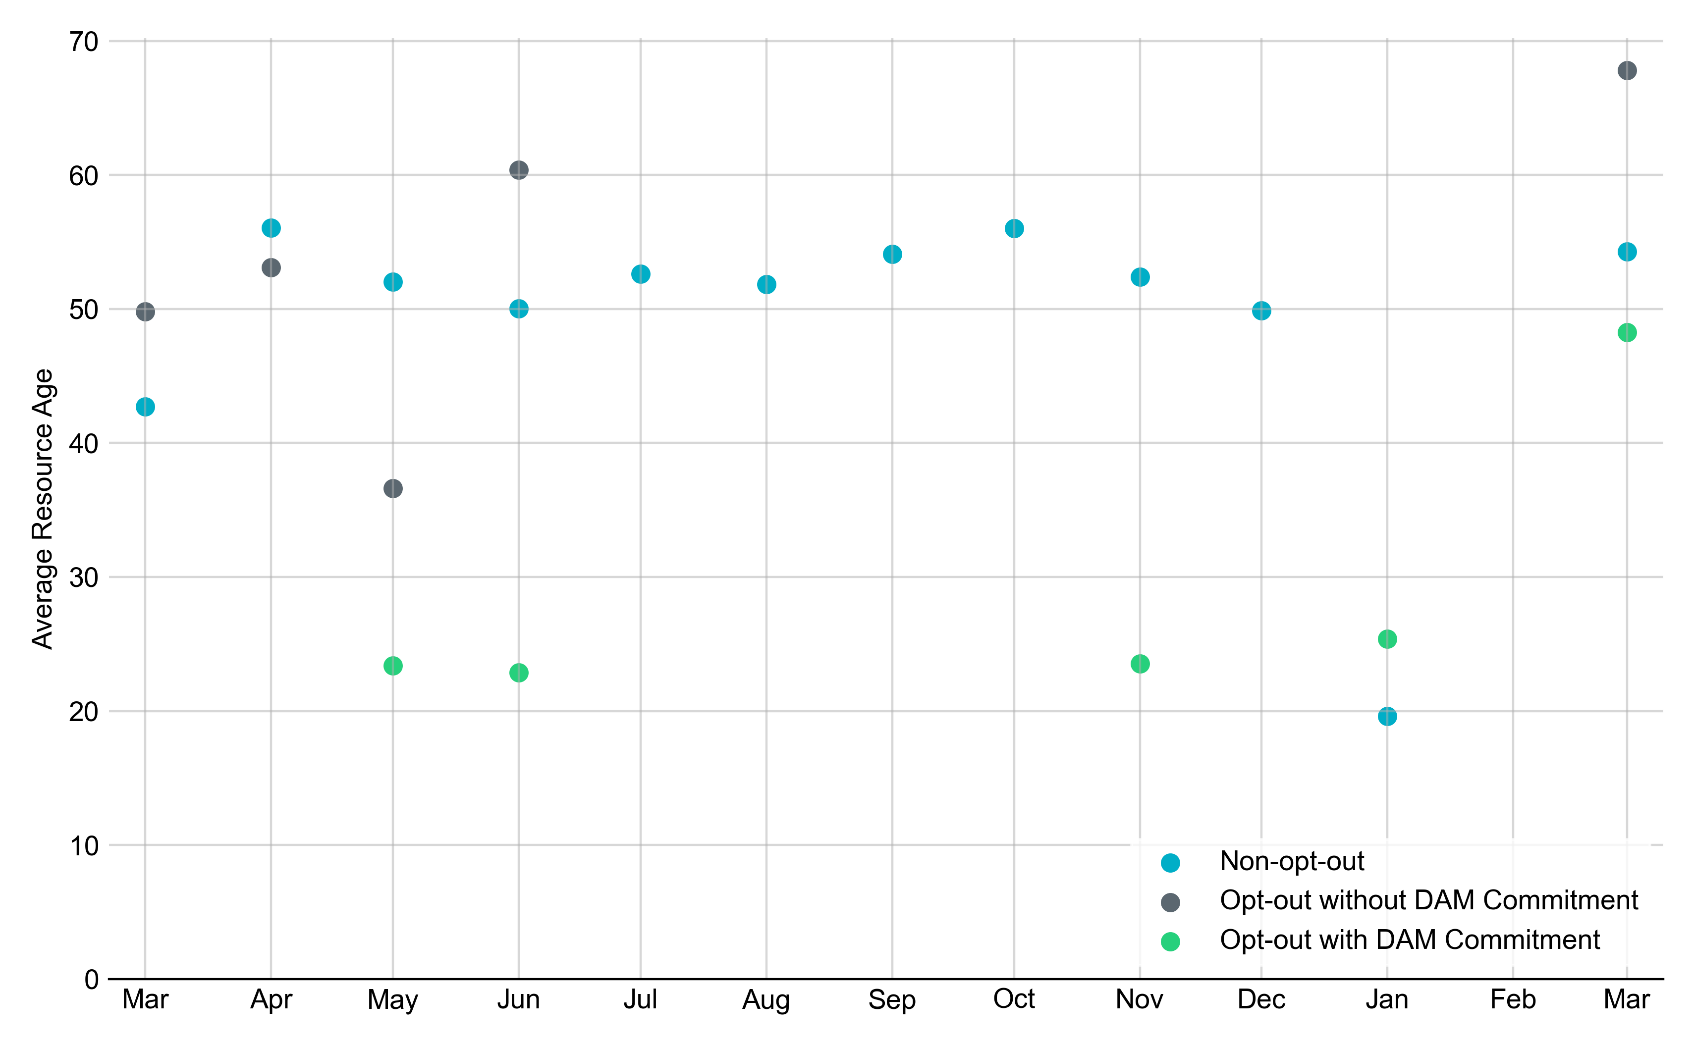 70
60
50
40
30
20
10
0
Average Resource Age
Mar Apr May Jun Jul Aug Sep Oct Nov Dec Jan Feb Mar
Non-opt-out
Opt-out without DAM Commitment
Opt-out with DAM Commitment